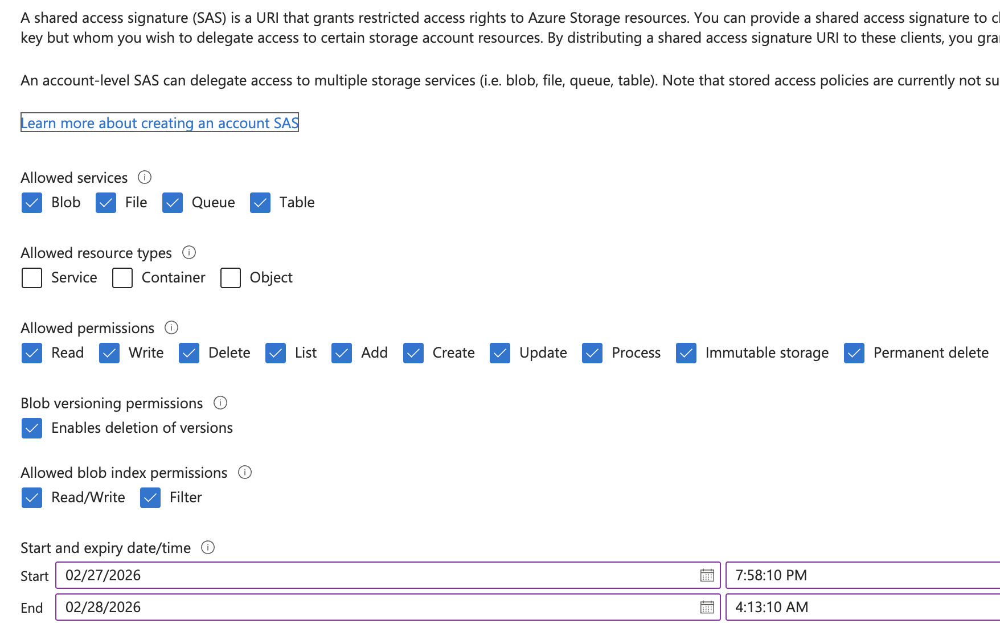 A shared access signature (SAS) is a URI that grants restricted access rights to Azure Storage resources. You can provide a shared access signature to
key but whom you wish to delegate access to certain storage account resources. By distributing a shared access signature URI to these clients, you
An account-level SAS can delegate access to multiple storage services (i.e. blob, file, queue, table). Note that stored access policies are currently not
Learn more about creating an account SAS
Allowed services
Blob File Queue Table
Allowed resource types
Service Container Object
Allowed permissions
Read Write Delete List Add Create Update Process Immutable storage Permanent delete
Blob versioning permissions
Enables deletion of versions
Allowed blob index permissions
Read/Write Filter
Start and expiry date/time
Start 02/27/2026 7:58:10 PM
End 02/28/2026 4:13:10 AM